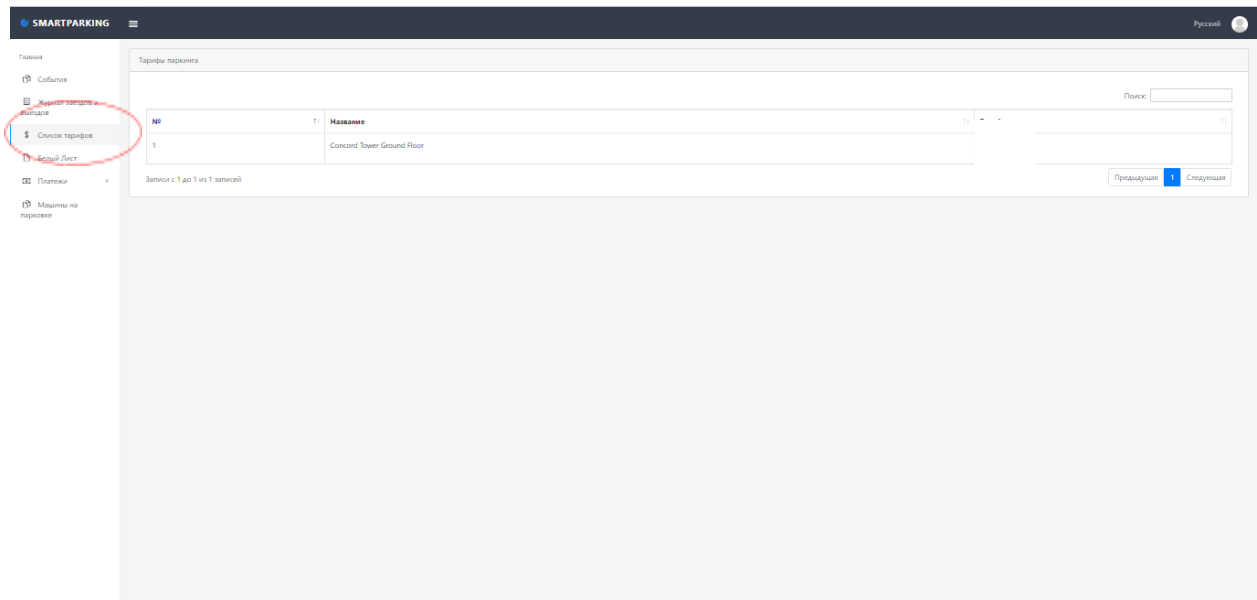 SMARTPARKING
Русский
Главная
События
Журнал заездов и
выездов
$ Список тарифов
Белый Лист
Платежи
Машины на
парковке
Тарифы паркинга
Поиск:
№ Название
1 Concord Tower Ground Floor
Записи с 1 до 1 из 1 записей
Предыдущая 1 Следующая